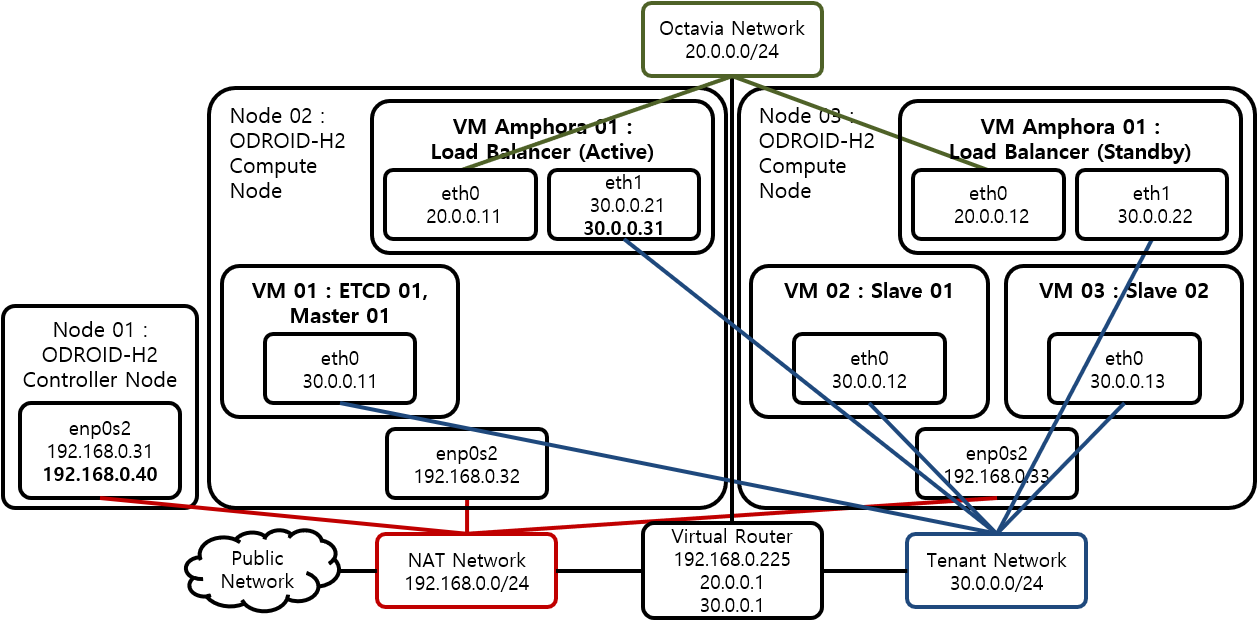 Octavia Network
20.0.0.0/24
Node 02 :
ODROID-H2
Compute
Node
VM Amphora 01 :
Load Balancer (Active)
eth0
20.0.0.11
eth1
30.0.0.21
30.0.0.31
Node 03 :
ODROID-H2
Compute
Node
VM Amphora 01 :
Load Balancer (Standby)
eth0
20.0.0.12
eth1
30.0.0.22
VM 01 : ETCD 01,
Master 01
eth0
30.0.0.11
VM 02 : Slave 01
eth0
30.0.0.12
VM 03 : Slave 02
eth0
30.0.0.13
Node 01 :
ODROID-H2
Controller Node
enp0s2
192.168.0.31
192.168.0.40
enp0s2
192.168.0.32
enp0s2
192.168.0.33
Public
Network
NAT Network
192.168.0.0/24
Virtual Router
192.168.0.225
20.0.0.1
30.0.0.1
Tenant Network
30.0.0.0/24